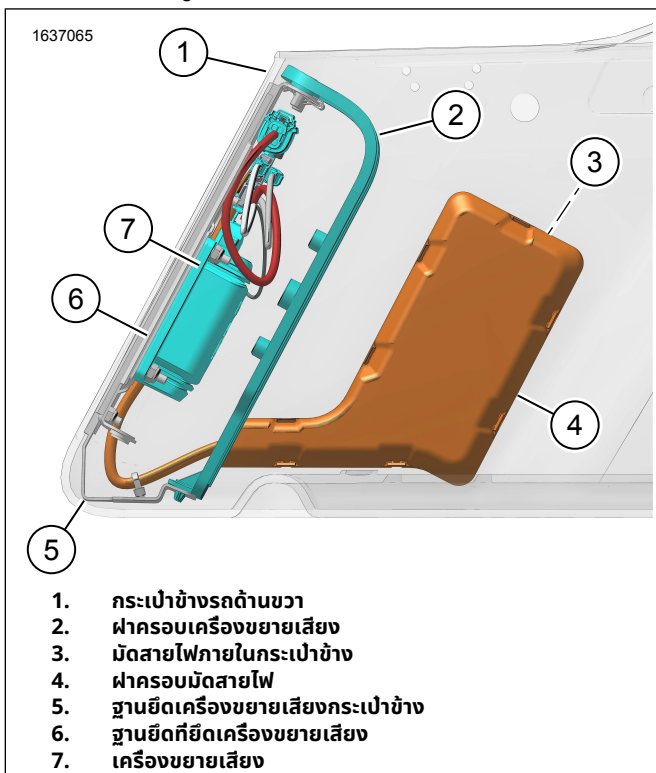 1637065
1
2
3
7
6
4
5
1. กระเป๋าข้างรถด้านขวา
2. ฝาครอบเครื่องขยายเสียง
3. มัดสายไฟภายในกระเป๋าข้าง
4. ฝาครอบมัดสายไฟ
5. ฐานยึดเครื่องขยายเสียงกระเป๋าข้าง
6. ฐานยึดที่ยึดเครื่องขยายเสียง
7. เครื่องขยายเสียง